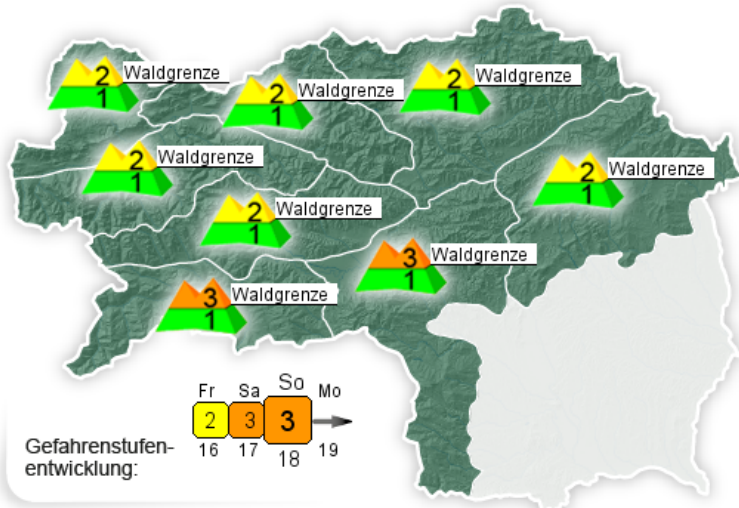 2 Waldgrenze
1
2 Waldgrenze
1
2 Waldgrenze
1
2 Waldgrenze
1
2 Waldgrenze
1
2 Waldgrenze
1
3 Waldgrenze
1
3 Waldgrenze
1
Fr Sa So Mo
2 3 3
16 17 18 19
Gefahrenstufen-
entwicklung: